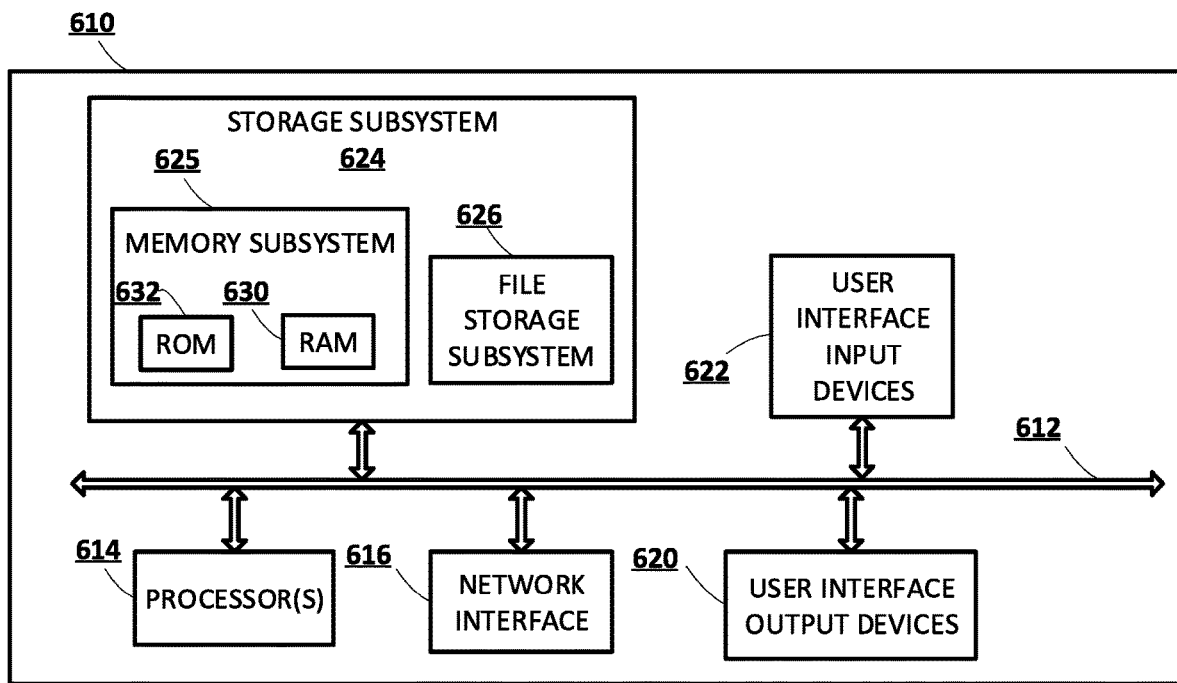 610
STORAGE SUBSYSTEM
624
625
MEMORY SUBSYSTEM
632
ROM
630
RAM
626
FILE
STORAGE
SUBSYSTEM
622
USER
INTERFACE
INPUT
DEVICES
612
614
PROCESSOR(S)
616
NETWORK
INTERFACE
620
USER INTERFACE
OUTPUT DEVICES